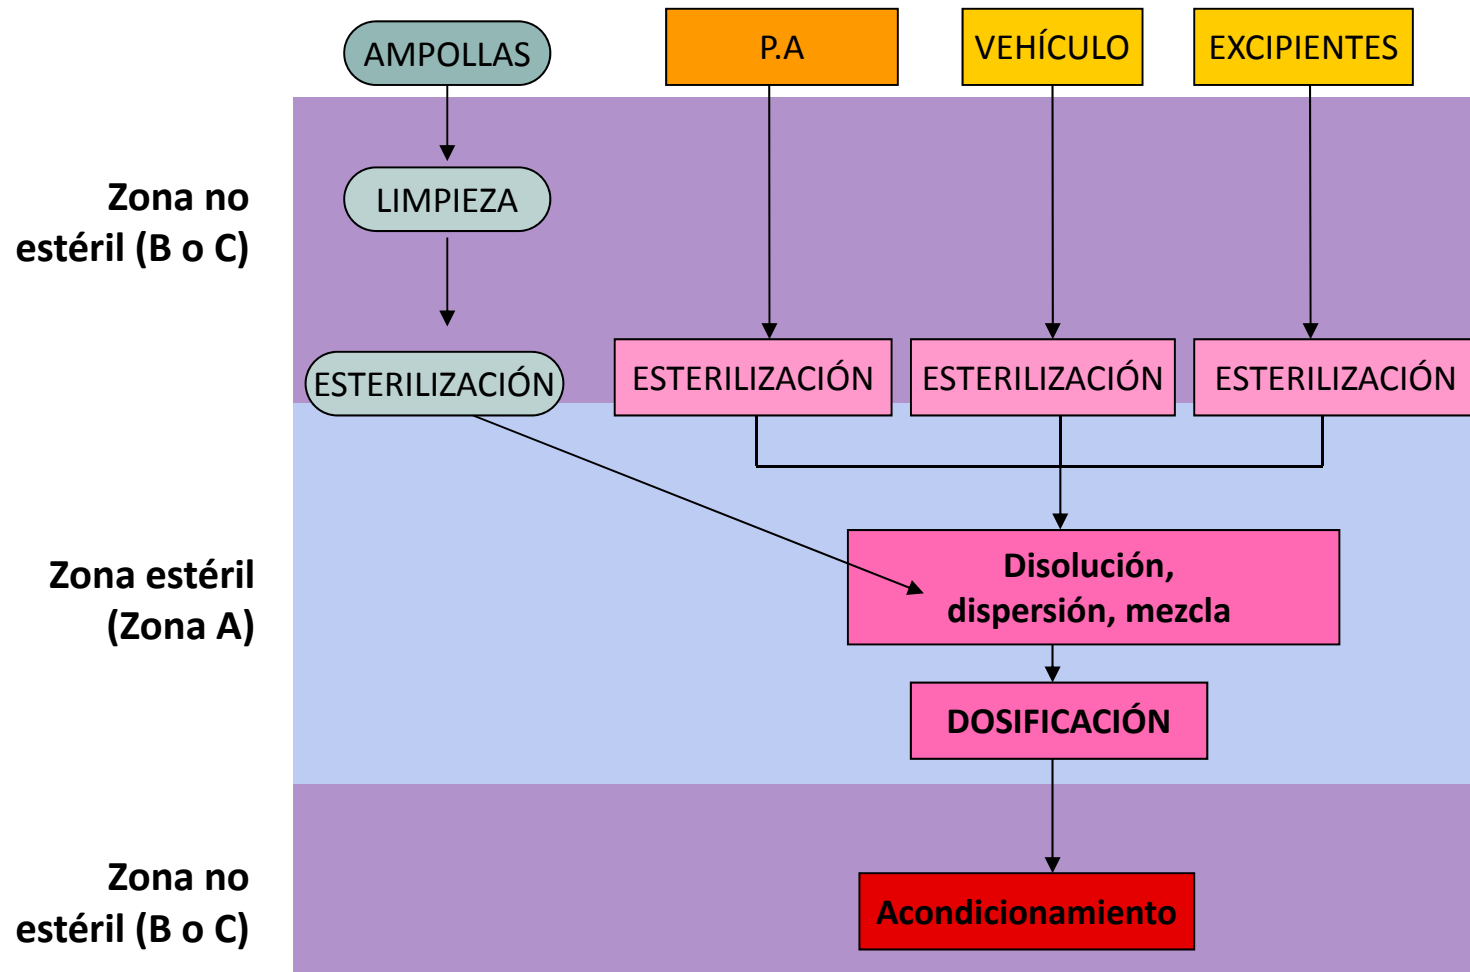 AMPOLLAS
P.A
VEHÍCULO
EXCIPIENTES
Zona no
estéril (B o C)
LIMPIEZA
ESTERILIZACIÓN
ESTERILIZACIÓN
ESTERILIZACIÓN
ESTERILIZACIÓN
Zona estéril
(Zona A)
Disolución,
dispersión, mezcla
DOSIFICACIÓN
Zona no
estéril (B o C)
Acondicionamiento